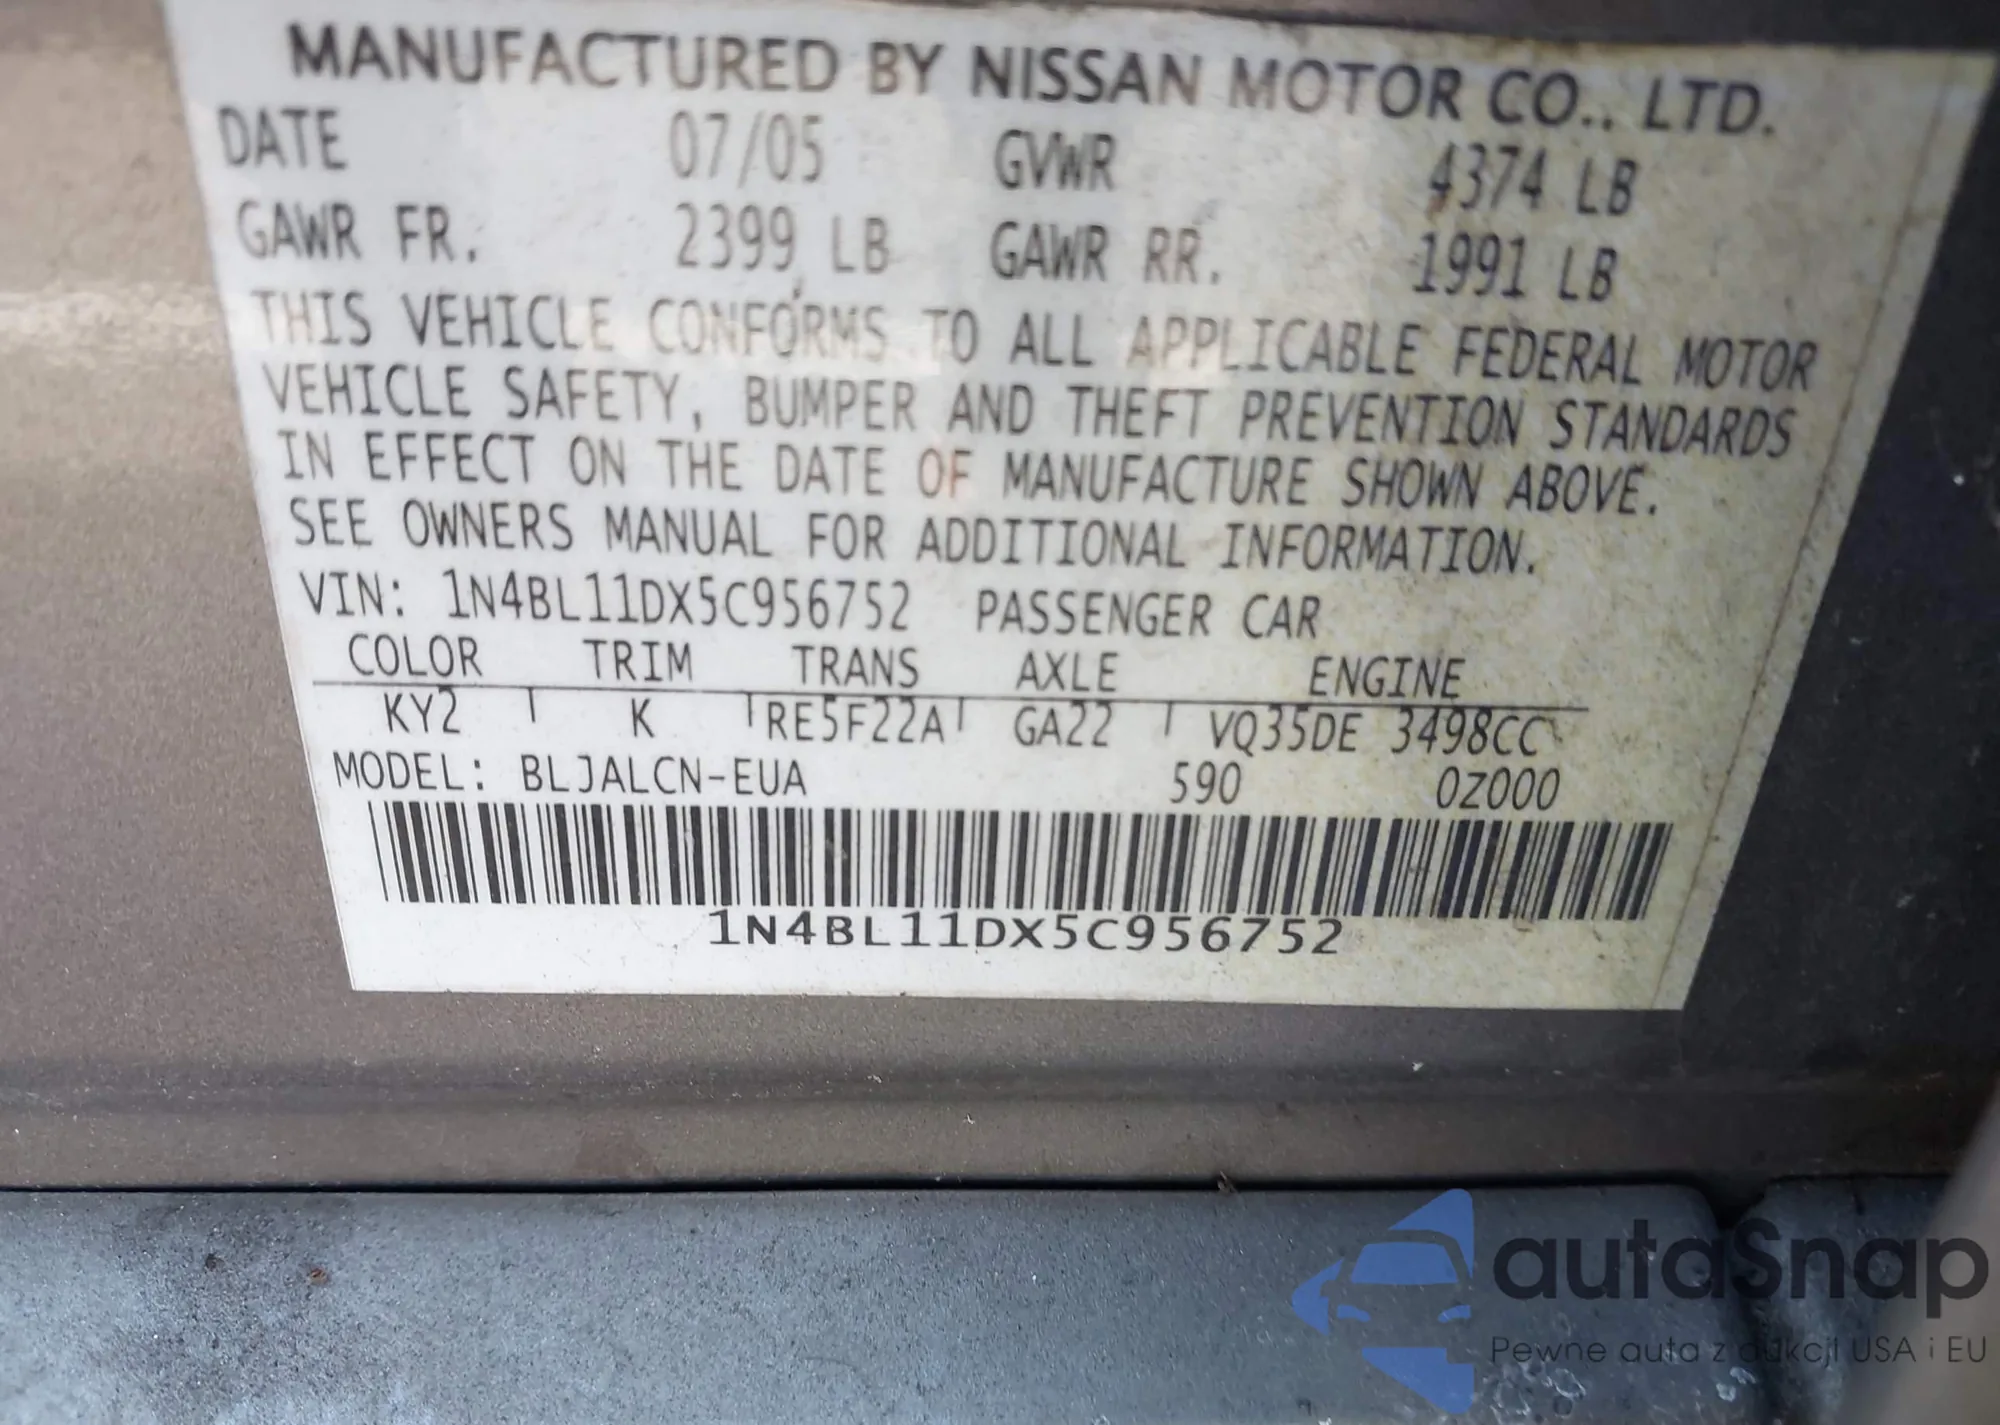 MANUFACTURED BY NISSAN MOTOR CO., LTD.
DATE 07/05 GVWR 4374 LB
GAWR FR. 2399 LB GAWR RR. 1991 LB
THIS VEHICLE CONFORMS TO ALL APPLICABLE FEDERAL MOTOR
VEHICLE SAFETY, BUMPER AND THEFT PREVENTION STANDARDS
IN EFFECT ON THE DATE OF MANUFACTURE SHOWN ABOVE.
SEE OWNERS MANUAL FOR ADDITIONAL INFORMATION.
VIN: 1N4BL11DX5C956752 PASSENGER CAR
COLOR TRIM TRANS AXLE ENGINE
KY2 K RE5F22A GA22 VQ35DE 3498CC
MODEL: BLJALCN-EUA 590 0Z000
1N4BL11DX5C956752
autoSnap
Pewne auta z aukcji USA i EU